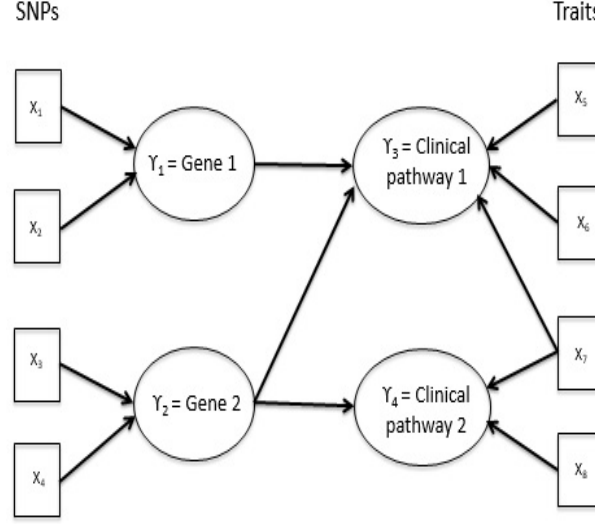 SNPs
Traits
X₁
X₂
X₃
X₄
ϒ₁ = Gene 1
ϒ₂ = Gene 2
ϒ₃ = Clinical
pathway 1
ϒ₄ = Clinical
pathway 2
X₅
X₆
X₇
X₈